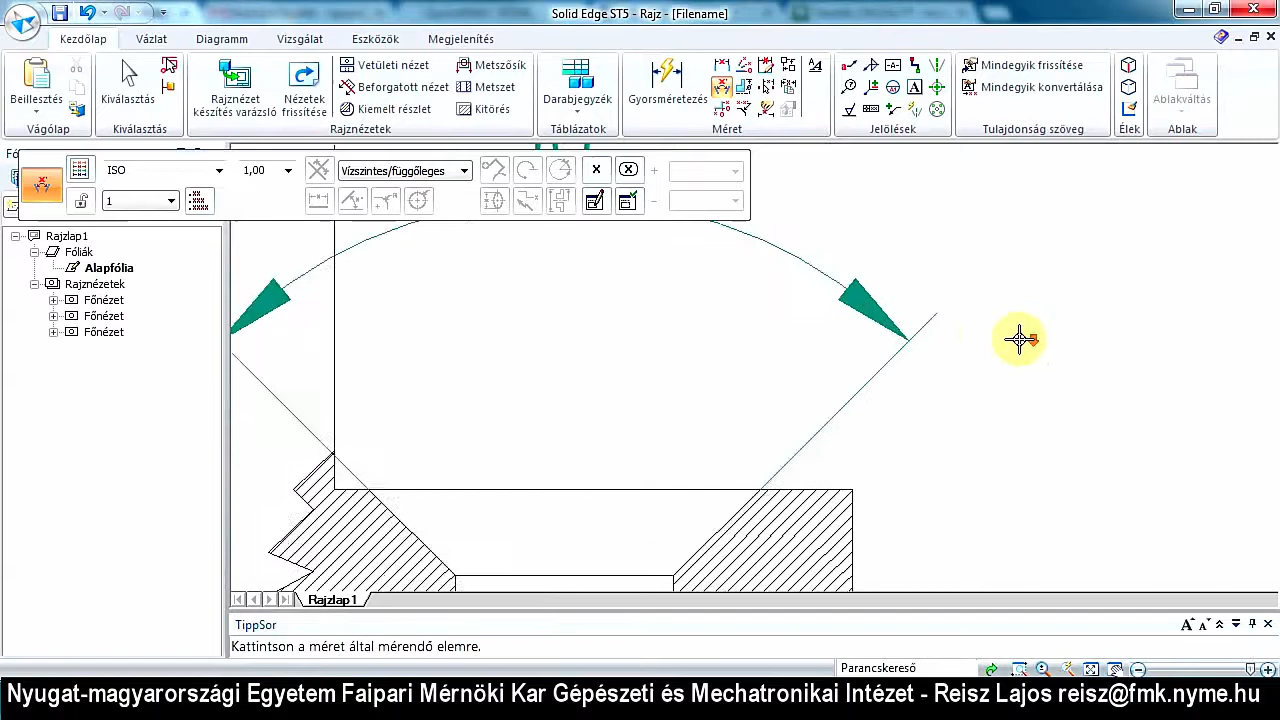 Solid Edge ST5 - Rajz - [Filename]
Kezdőlap Vázlat Diagramm Vizsgálat Eszközök Megjelenítés
Beillesztés
Vágólap
Kiválasztás
Kiválasztás
Rajznézet készítés varázsló
Nézetek frissítése
Vetületi nézet
Beforgatott nézet
Kiemelt részlet
Metszősík
Metszet
Kitörés
Rajznézetek
Darabjegyzék
Táblázatok
Gyorsméretezés
Méret
Jelölések
Mindegyik frissítése
Mindegyik konvertálása
Tulajdonság szöveg
Élek
Ablakváltás
Ablak
ISO 1,00 Vízszintes/függőleges
1
Rajzlap1
Fóliák
Alapfólia
Rajznézetek
Főnézet
Főnézet
Főnézet
Rajzlap1
TippSor
Kattintson a méret által mérendő elemre.
Parancskereső
Nyugat-magyarországi Egyetem Faipari Mérnöki Kar Gépészeti és Mechatronikai Intézet - Reisz Lajos reisz@fmk.nyme.hu